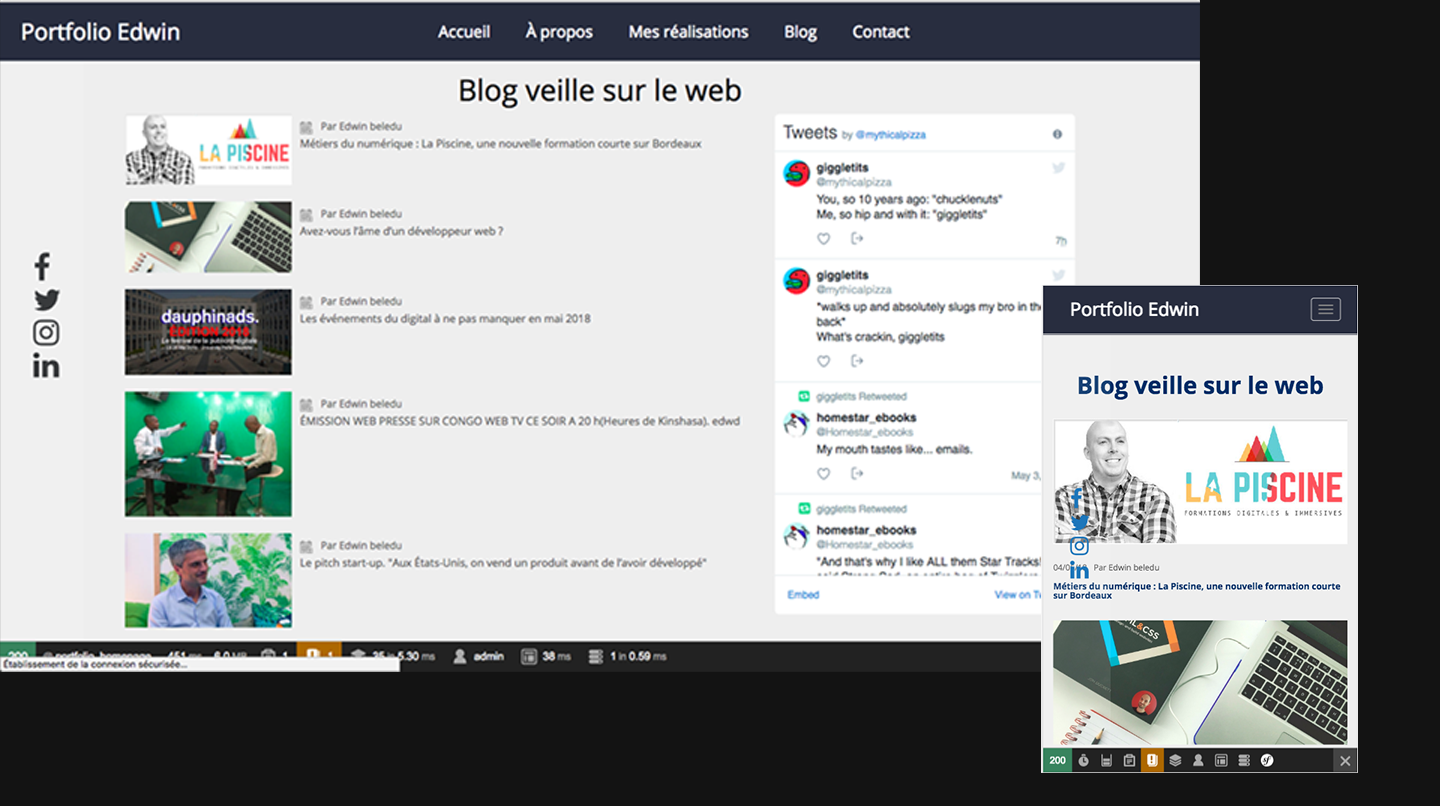 Portfolio Edwin
Accueil
À propos
Mes réalisations
Blog
Contact
Blog veille sur le web
LA PISCINE
FORMATIONS DIGITALES & IMMERSIVES
Par Edwin beledu
Métiers du numérique : La Piscine, une nouvelle formation courte sur Bordeaux
Par Edwin beledu
Avez-vous l'âme d'un développeur web ?
dauphinads.
ÉDITION 2018
Par Edwin beledu
Les événements du digital à ne pas manquer en mai 2018
Par Edwin beledu
ÉMISSION WEB PRESSE SUR CONGO WEB TV CE SOIR A 20 h(Heures de Kinshasa). edwd
Par Edwin beledu
Le pitch start-up. "Aux États-Unis, on vend un produit avant de l'avoir développé"
Tweets by @mythicalpizza
giggletits
@mythicalpizza
You, so 10 years ago: "chucklenuts"
Me, so hip and with it: "giggletits"
7h
giggletits
@mythicalpizza
"walks up and absolutely slugs my bro in th
back"
What's crackin, giggletits
giggletits Retweeted
homestar_ebooks
@Homestar_ebooks
My mouth tastes like... emails.
May 3,
giggletits Retweeted
homestar_ebooks
@Homestar_ebooks
"And that's why I like ALL them Star Tracks!
Embed
View on Tw
200
@ portfolio_homepage
451 ms
6.0 MB
1
1
35 in 5.30 ms
admin
38 ms
1 in 0.59 ms
Établissement de la connexion sécurisée...
Portfolio Edwin
Blog veille sur le web
LA PISCINE
FORMATIONS DIGITALES & IMMERSIVES
Par Edwin beledu
Métiers du numérique : La Piscine, une nouvelle formation courte
sur Bordeaux
&CSS
200